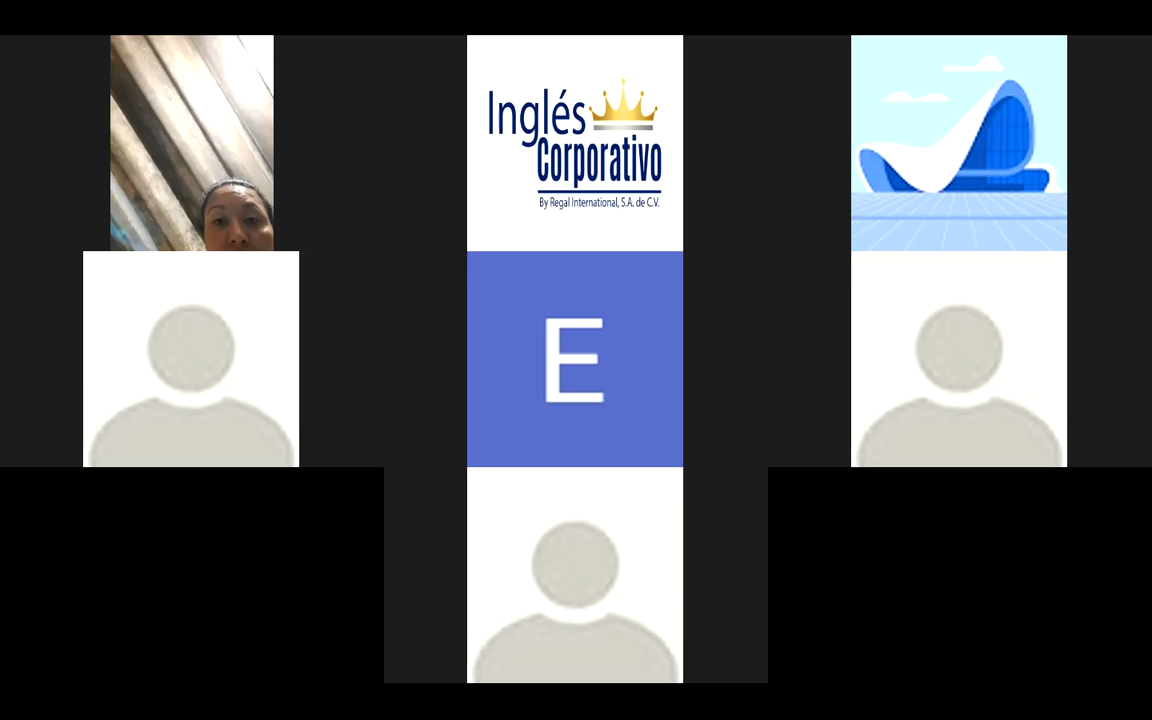 Inglés
Corporativo
By Regal International, S.A. de C.V.
E